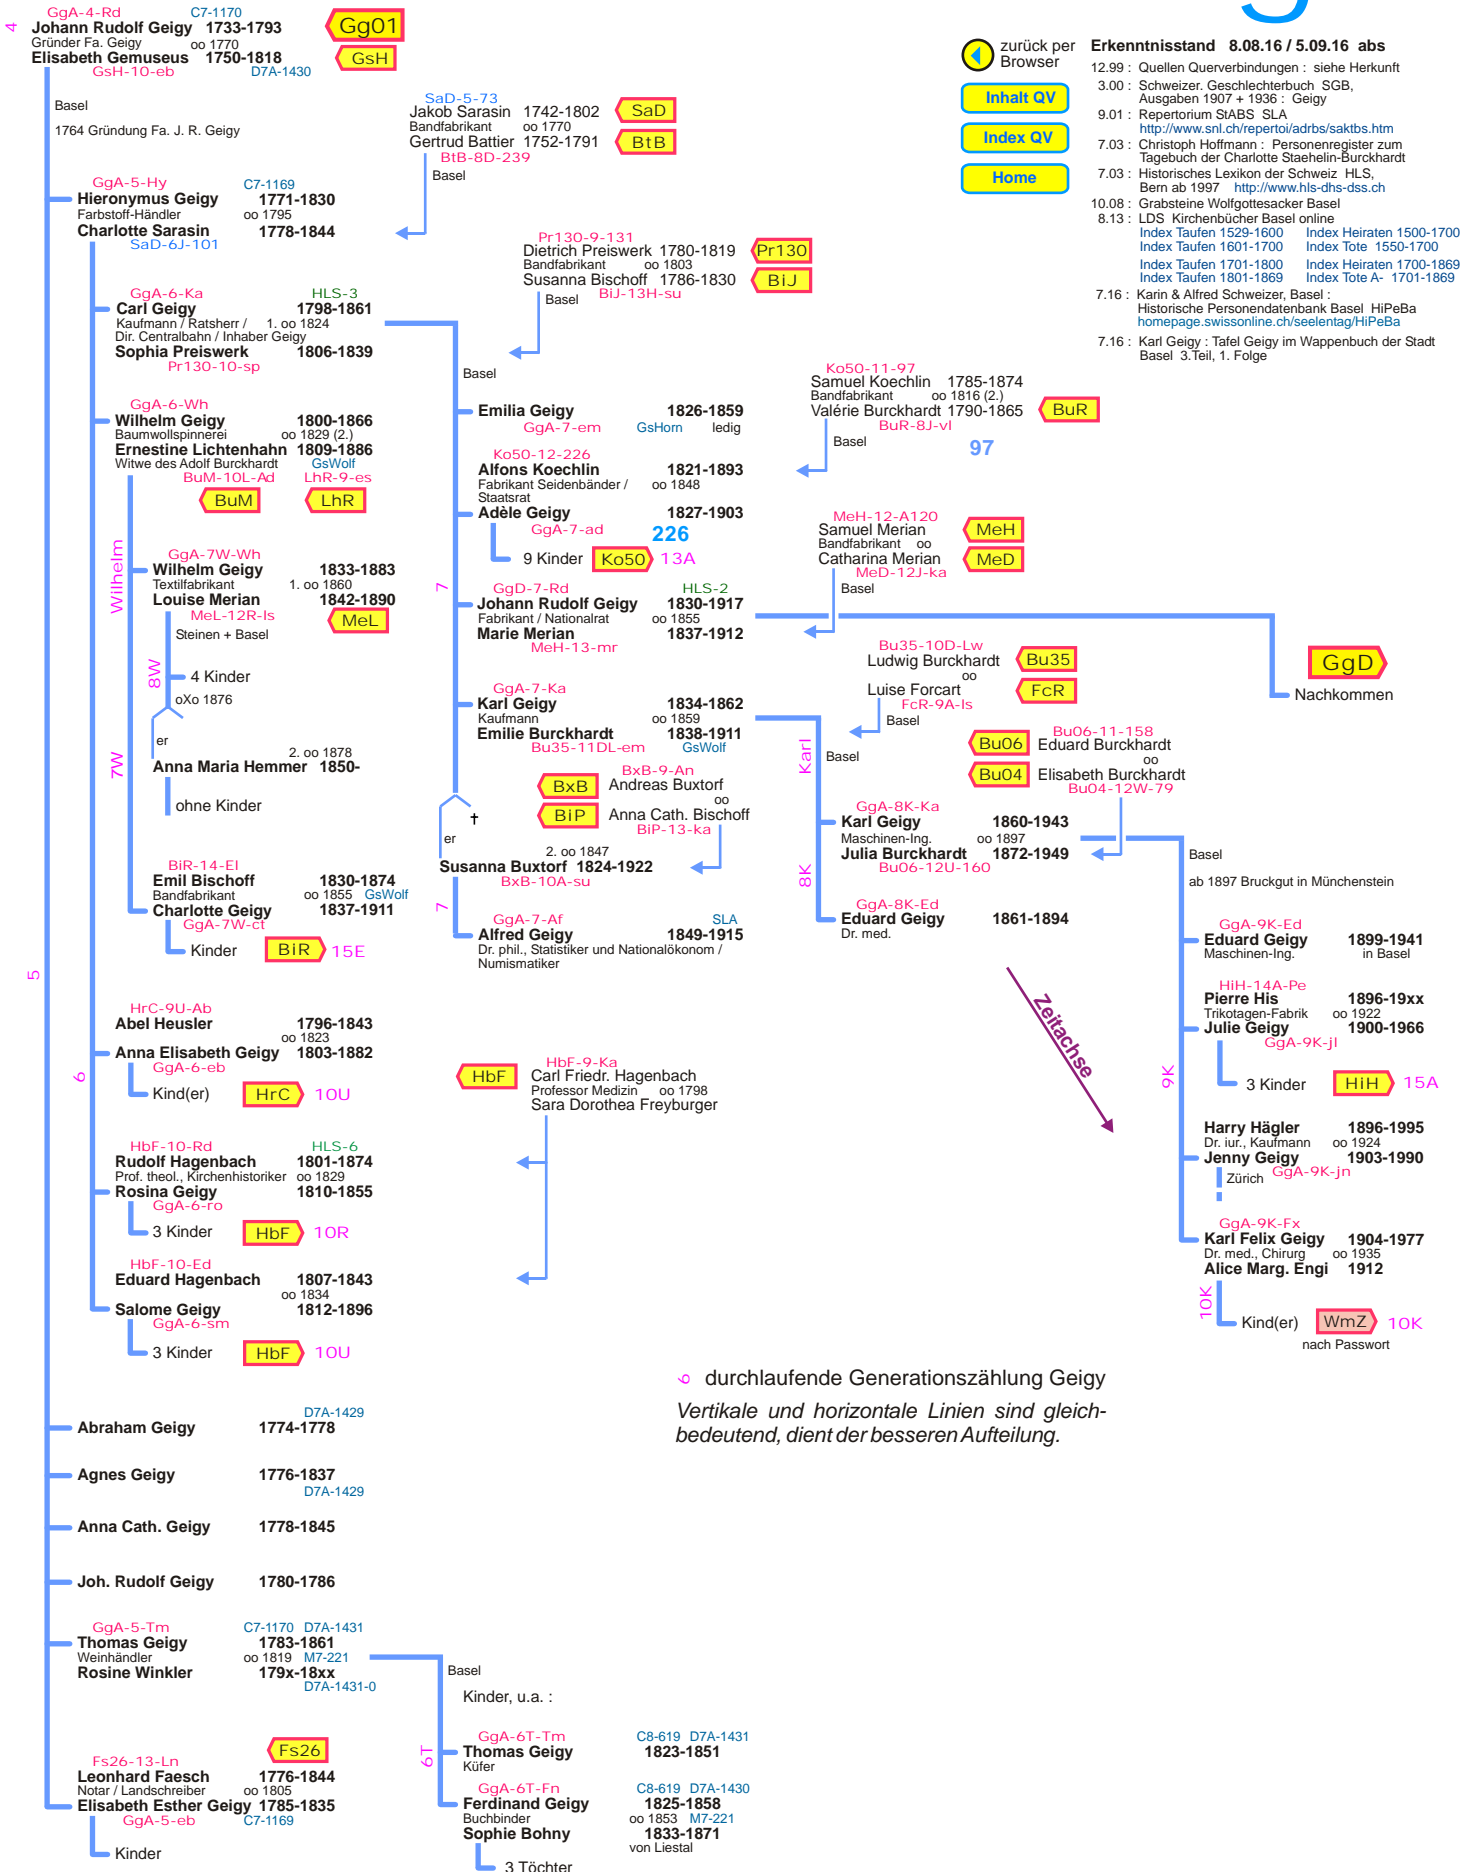 4
GgA-4-Rd C7-1170
Johann Rudolf Geigy 1733-1793
Gründer Fa. Geigy oo 1770
Elisabeth Gemuseus 1750-1818
GsH-10-eb D7A-1430
Gg01
GsH
Basel
1764 Gründung Fa. J. R. Geigy
SaD-5-73
Jakob Sarasin 1742-1802
Bandfabrikant oo 1770
Gertrud Battier 1752-1791
BtB-8D-239
Basel
SaD
BtB
zurück per
Browser
Inhalt QV
Index QV
Home
Erkenntnisstand 8.08.16 / 5.09.16 abs
12.99 : Quellen Querverbindungen : siehe Herkunft
3.00 : Schweizer. Geschlechterbuch SGB,
Ausgaben 1907 + 1936 : Geigy
9.01 : Repertorium StABS SLA
http://www.snl.ch/repertoi/adrbs/saktbs.htm
7.03 : Christoph Hoffmann : Personenregister zum
Tagebuch der Charlotte Staehelin-Burckhardt
7.03 : Historisches Lexikon der Schweiz HLS,
Bern ab 1997 http://www.hls-dhs-dss.ch
10.08 : Grabsteine Wolfgottesacker Basel
8.13 : LDS Kirchenbücher Basel online
Index Taufen 1529-1600 Index Heiraten 1500-1700
Index Taufen 1601-1700 Index Tote 1550-1700
Index Taufen 1701-1800 Index Heiraten 1700-1869
Index Taufen 1801-1869 Index Tote A- 1701-1869
7.16 : Karin & Alfred Schweizer, Basel :
Historische Personendatenbank Basel HiPeBa
homepage.swissonline.ch/seelentag/HiPeBa
7.16 : Karl Geigy : Tafel Geigy im Wappenbuch der Stadt
Basel 3.Teil, 1. Folge
GgA-5-Hy C7-1169
Hieronymus Geigy 1771-1830
Farbstoff-Händler oo 1795
Charlotte Sarasin 1778-1844
SaD-6J-101
Pr130-9-131
Dietrich Preiswerk 1780-1819
Bandfabrikant oo 1803
Susanna Bischoff 1786-1830
BiJ-13H-su
Basel
Pr130
BiJ
GgA-6-Ka HLS-3
Carl Geigy 1798-1861
Kaufmann / Ratsherr / 1. oo 1824
Dir. Centralbahn / Inhaber Geigy
Sophia Preiswerk 1806-1839
Pr130-10-sp
Basel
Ko50-11-97
Samuel Koechlin 1785-1874
Bandfabrikant oo 1816 (2.)
Valérie Burckhardt 1790-1865
BuR-8J-vl
Basel
97
BuR
GgA-6-Wh
Wilhelm Geigy 1800-1866
Baumwollspinnerei oo 1829 (2.)
Ernestine Lichtenhahn 1809-1886
Witwe des Adolf Burckhardt GsWolf
BuM-10L-Ad LhR-9-es
BuM
LhR
Emilia Geigy 1826-1859
GgA-7-em GsHorn ledig
Ko50-12-226
Alfons Koechlin 1821-1893
Fabrikant Seidenbänder / oo 1848
Staatsrat
Adèle Geigy 1827-1903
GgA-7-ad 226
9 Kinder Ko50 13A
MeH-12-A120
Samuel Merian
Bandfabrikant oo
Catharina Merian
MeD-12J-ka
Basel
MeH
MeD
Wilhelm
GgA-7W-Wh
Wilhelm Geigy 1833-1883
Textilfabrikant 1. oo 1860
Louise Merian 1842-1890
MeL-12R-ls
MeL
Steinen + Basel
8W
4 Kinder
oXo 1876
er
2. oo 1878
Anna Maria Hemmer 1850-
ohne Kinder
7W
7
GgD-7-Rd HLS-2
Johann Rudolf Geigy 1830-1917
Fabrikant / Nationalrat oo 1855
Marie Merian 1837-1912
MeH-13-mr
Bu35-10D-Lw
Ludwig Burckhardt
oo
Luise Forcart
FcR-9A-ls
Basel
Bu35
FcR
GgD
Nachkommen
GgA-7-Ka
Karl Geigy 1834-1862
Kaufmann oo 1859
Emilie Burckhardt 1838-1911
Bu35-11DL-em GsWolf
Karl
Basel
Bu06-11-158
Eduard Burckhardt
oo
Elisabeth Burckhardt
Bu04-12W-79
Bu06
Bu04
BxB-9-An
Andreas Buxtorf
oo
Anna Cath. Bischoff
BiP-13-ka
BxB
BiP
er
2. oo 1847
Susanna Buxtorf 1824-1922
BxB-10A-su
GgA-8K-Ka
Karl Geigy 1860-1943
Maschinen-Ing. oo 1897
Julia Burckhardt 1872-1949
Bu06-12U-160
8K
GgA-8K-Ed
Eduard Geigy 1861-1894
Dr. med.
Basel
ab 1897 Bruckgut in Münchenstein
BiR-14-El
Emil Bischoff 1830-1874
Bandfabrikant oo 1855 GsWolf
Charlotte Geigy 1837-1911
GgA-7W-ct
Kinder BiR 15E
7
GgA-7-Af SLA
Alfred Geigy 1849-1915
Dr. phil., Statistiker und Nationalökonom /
Numismatiker
GgA-9K-Ed
Eduard Geigy 1899-1941
Maschinen-Ing. in Basel
HiH-14A-Pe
Pierre His 1896-19xx
Trikotagen-Fabrik oo 1922
Julie Geigy 1900-1966
GgA-9K-jl
3 Kinder HiH 15A
Zeitachse
9K
5
HrC-9U-Ab
Abel Heusler 1796-1843
oo 1823
Anna Elisabeth Geigy 1803-1882
GgA-6-eb
Kind(er) HrC 10U
6
HbF
HbF-9-Ka
Carl Friedr. Hagenbach
Professor Medizin oo 1798
Sara Dorothea Freyburger
Harry Hägler 1896-1995
Dr. iur., Kaufmann oo 1924
Jenny Geigy 1903-1990
Zürich GgA-9K-jn
HbF-10-Rd HLS-6
Rudolf Hagenbach 1801-1874
Prof. theol., Kirchenhistoriker oo 1829
Rosina Geigy 1810-1855
GgA-6-ro
3 Kinder HbF 10R
GgA-9K-Fx
Karl Felix Geigy 1904-1977
Dr. med., Chirurg oo 1935
Alice Marg. Engi 1912
10K
Kind(er) WmZ 10K
nach Passwort
HbF-10-Ed
Eduard Hagenbach 1807-1843
oo 1834
Salome Geigy 1812-1896
GgA-6-sm
3 Kinder HbF 10U
6 durchlaufende Generationszählung Geigy
Vertikale und horizontale Linien sind gleich-
bedeutend, dient der besseren Aufteilung.
D7A-1429
Abraham Geigy 1774-1778
Agnes Geigy 1776-1837
D7A-1429
Anna Cath. Geigy 1778-1845
Joh. Rudolf Geigy 1780-1786
GgA-5-Tm C7-1170 D7A-1431
Thomas Geigy 1783-1861
Weinhändler oo 1819 M7-221
Rosine Winkler 179x-18xx
D7A-1431-0
Basel
Kinder, u.a. :
6T
GgA-6T-Tm C8-619 D7A-1431
Thomas Geigy 1823-1851
Küfer
GgA-6T-Fn C8-619 D7A-1430
Ferdinand Geigy 1825-1858
Buchbinder oo 1853 M7-221
Sophie Bohny 1833-1871
von Liestal
3 Töchter
Fs26
Fs26-13-Ln
Leonhard Faesch 1776-1844
Notar / Landschreiber oo 1805
Elisabeth Esther Geigy 1785-1835
GgA-5-eb C7-1169
Kinder